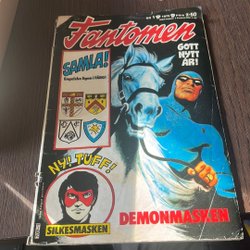 Fantomen
GOTT
NYTT
ÅR!
SAMLA!
NY! TUFF!
SILKESMASKEN
DEMONMASKEN